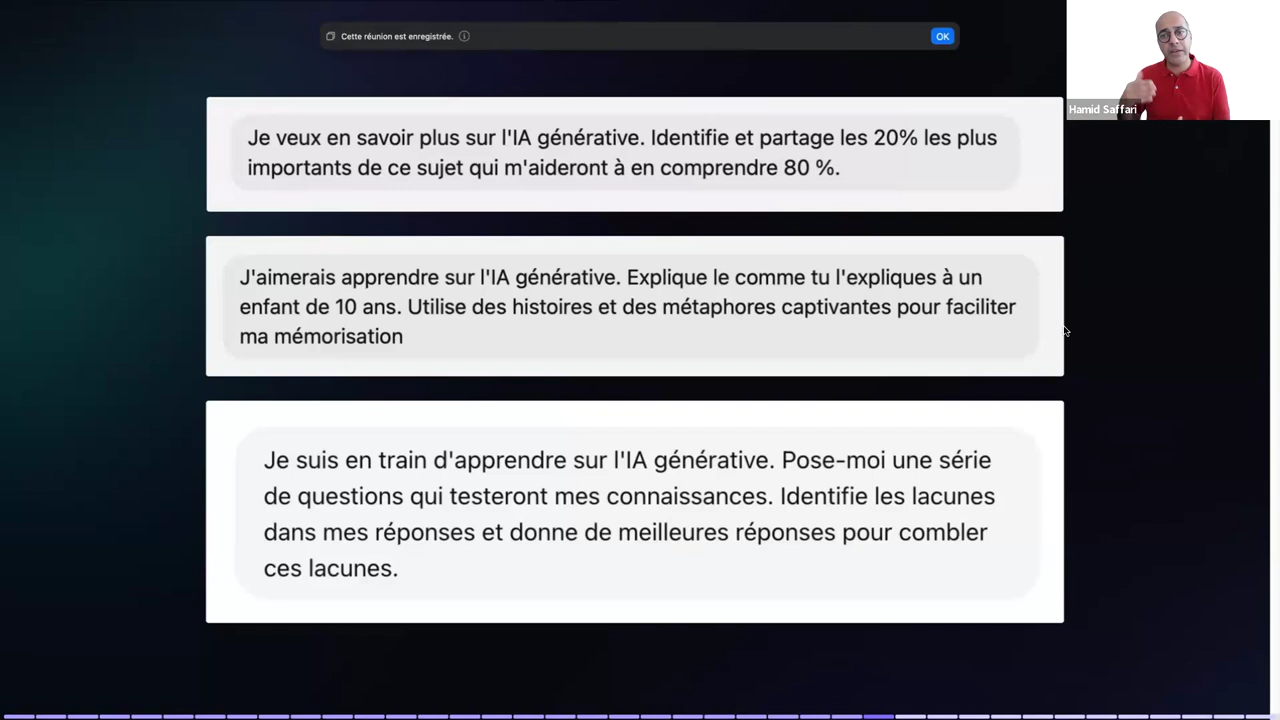 Cette réunion est enregistrée.
OK
Hamid Saffari
Je veux en savoir plus sur l'IA générative. Identifie et partage les 20% les plus
importants de ce sujet qui m'aideront à en comprendre 80 %.
J'aimerais apprendre sur l'IA générative. Explique le comme tu l'expliques à un
enfant de 10 ans. Utilise des histoires et des métaphores captivantes pour faciliter
ma mémorisation
Je suis en train d'apprendre sur l'IA générative. Pose-moi une série
de questions qui testeront mes connaissances. Identifie les lacunes
dans mes réponses et donne de meilleures réponses pour combler
ces lacunes.